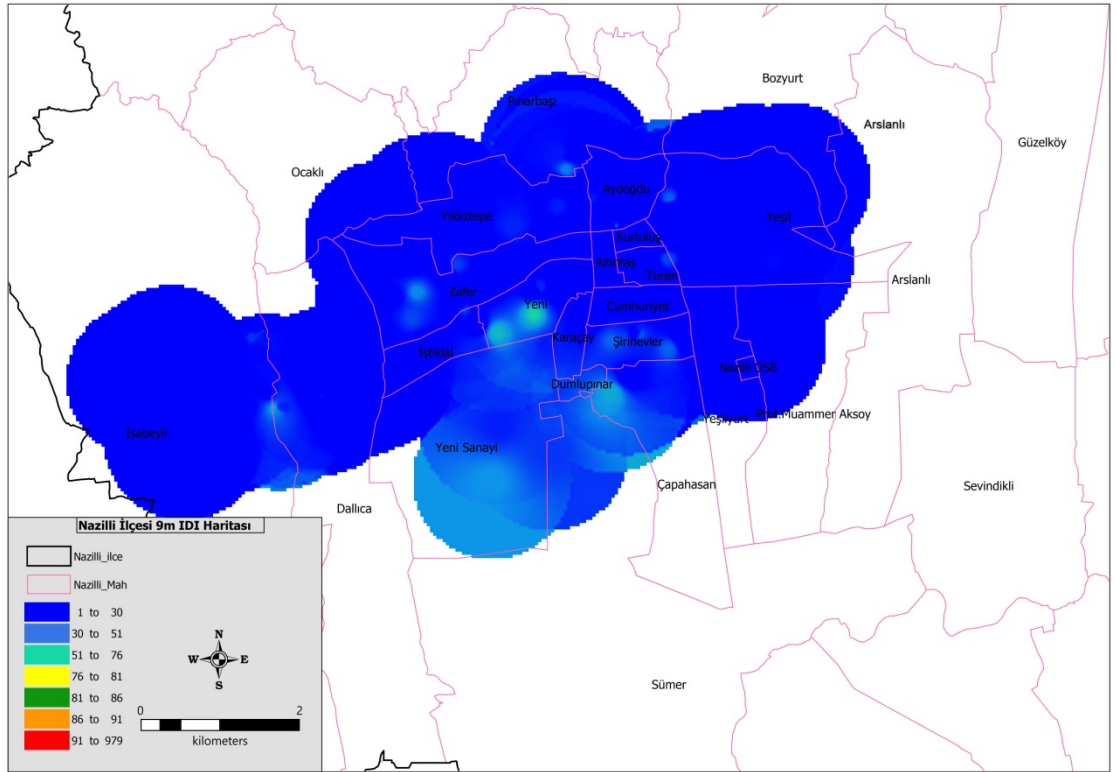 Bozyurt
Pınarbaşı
Arslanlı
Güzelköy
Ocaklı
Aydoğdu
Yıldıztepe
Yeşil
Kurtuluş
Altıntaş
Turan
Arslanlı
Zafer
Yeni
Cumhuriyet
Karaçay
Şirinevler
İstiklal
Nazilli OSB
Dumlupınar
Yeşilyurt
Prof.Muammer Aksoy
İsabeyli
Yeni Sanayi
Çapahasan
Sevindikli
Dallıca
Sümer
Nazilli İlçesi 9m IDI Haritası
Nazilli_ilce
Nazilli_Mah
1 to 30
30 to 51
51 to 76
76 to 81
81 to 86
86 to 91
91 to 979
N
W E
S
0 2
kilometers